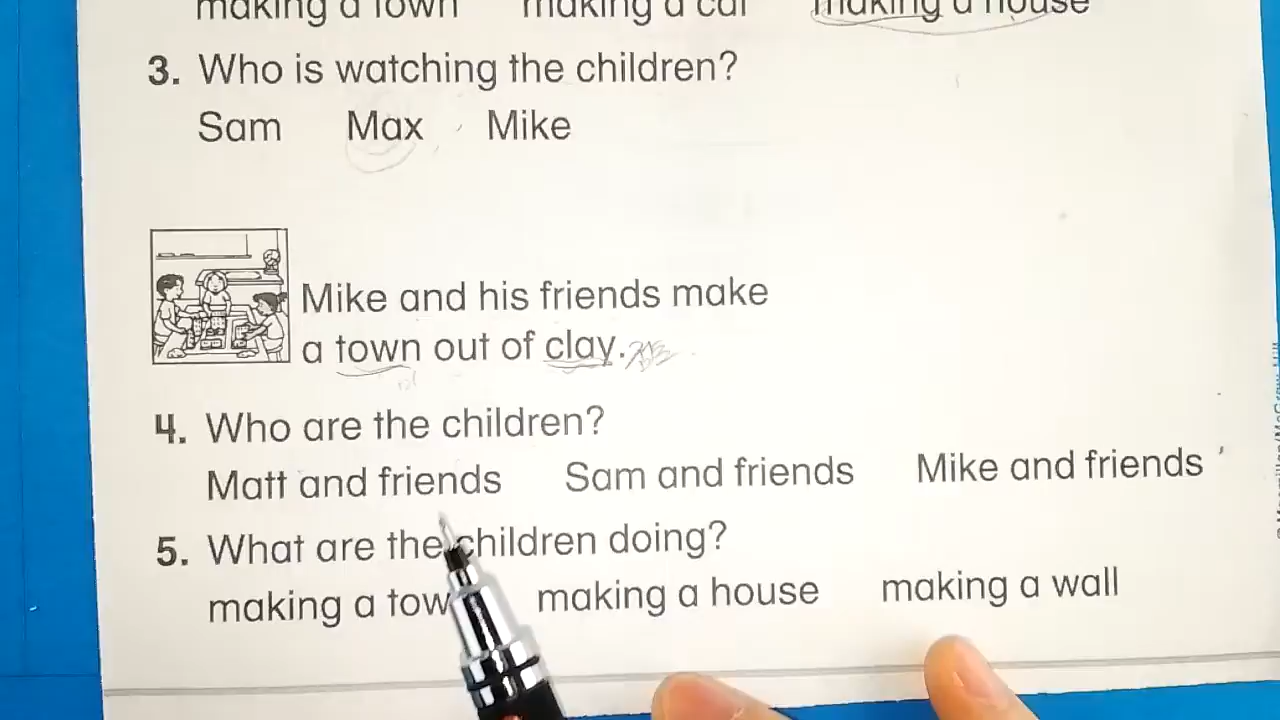 making a town making a car making a house
3. Who is watching the children?
Sam Max Mike
Mike and his friends make
a town out of clay.
4. Who are the children?
Matt and friends Sam and friends Mike and friends
5. What are the children doing?
making a tow making a house making a wall